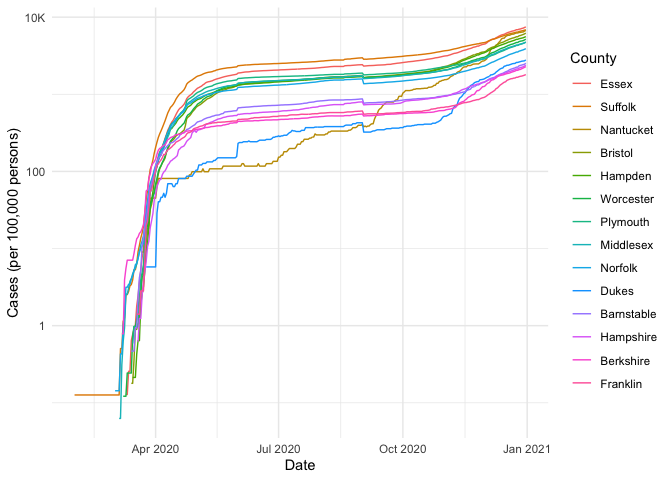 10K
100
1
Cases (per 100,000 persons)
Apr 2020
Jul 2020
Oct 2020
Jan 2021
Date
County
Essex
Suffolk
Nantucket
Bristol
Hampden
Worcester
Plymouth
Middlesex
Norfolk
Dukes
Barnstable
Hampshire
Berkshire
Franklin